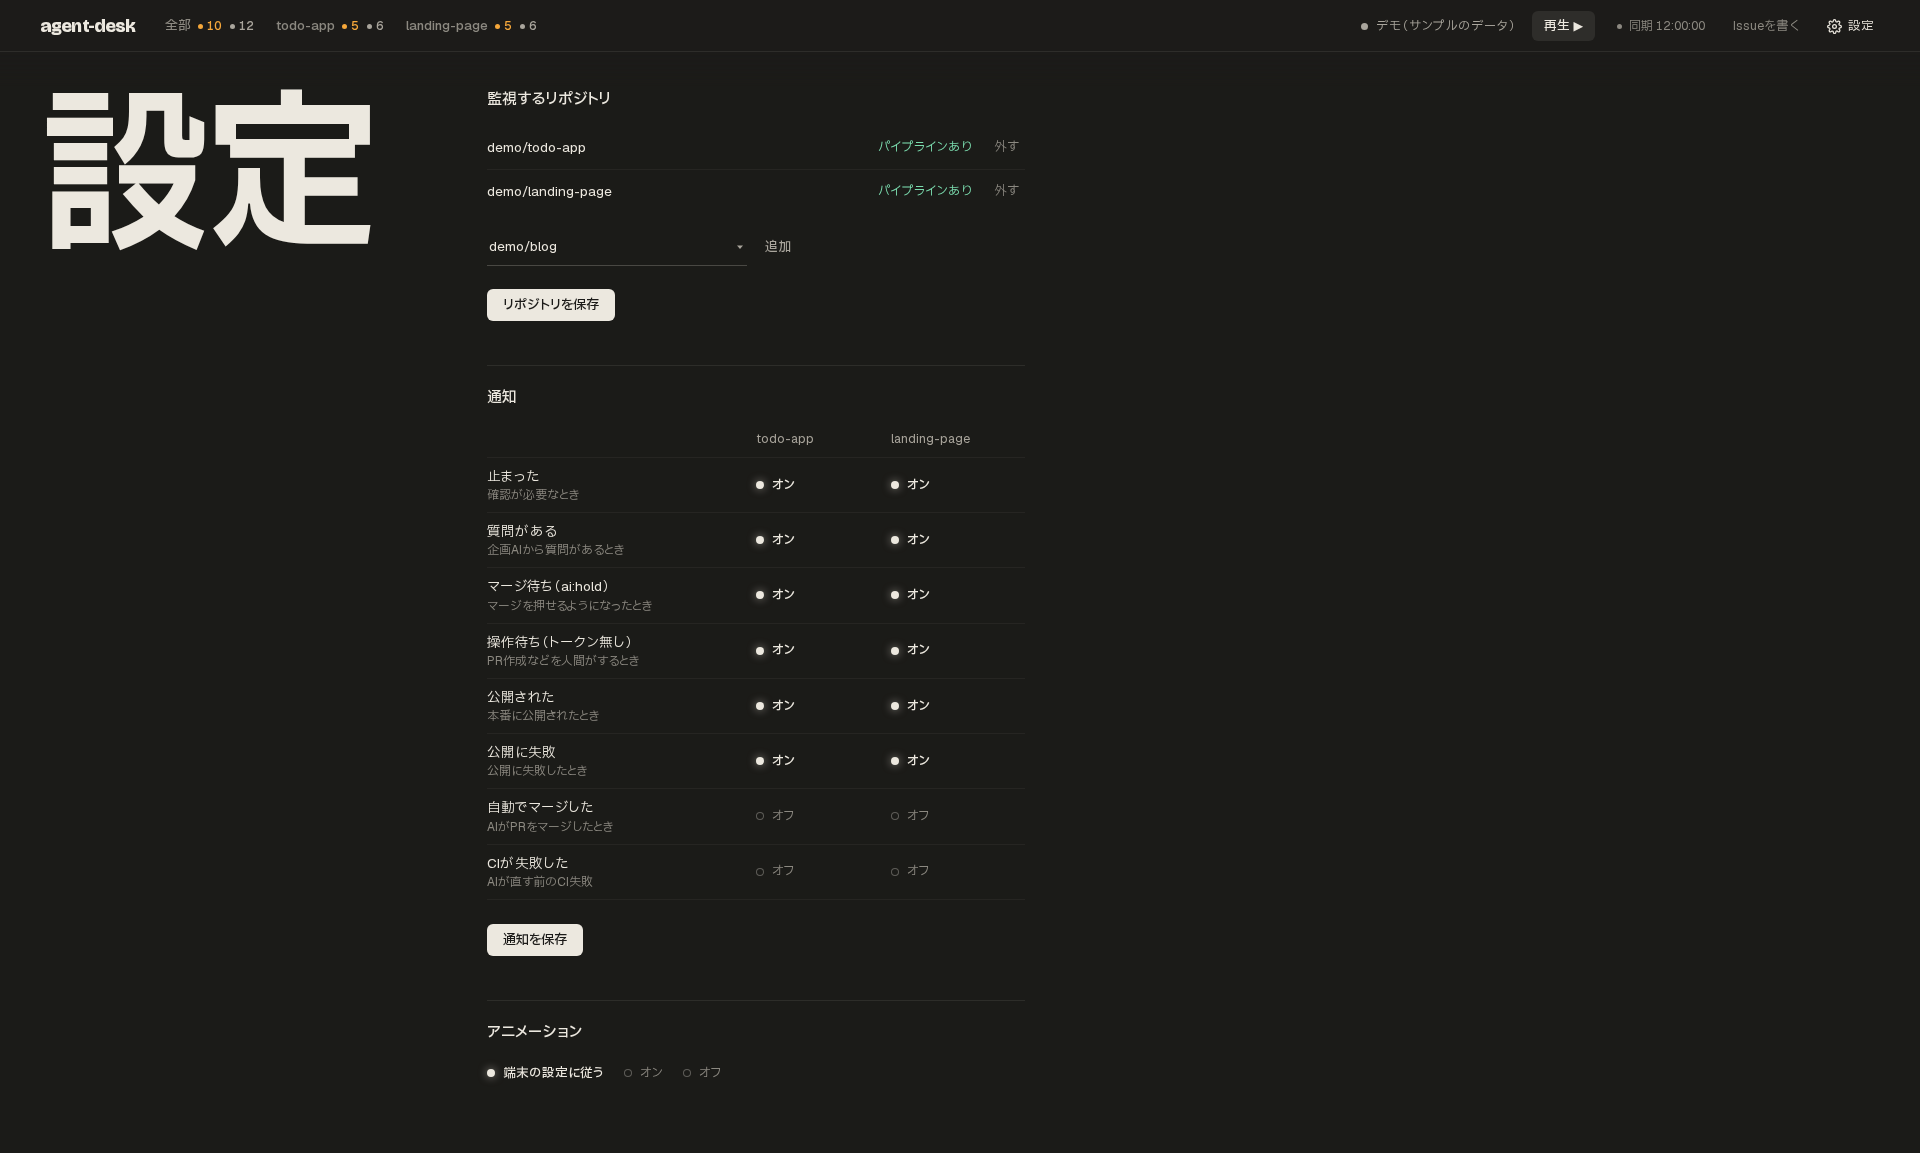 agent-desk 全部 10 12 todo-app 5 6 landing-page 5 6 デモ(サンプルのデータ) 再生 ▶ 同期 12:00:00 Issueを書く 設定
設定
監視するリポジトリ
demo/todo-app パイプラインあり 外す
demo/landing-page パイプラインあり 外す
demo/blog 追加
リポジトリを保存
通知
todo-app landing-page
止まった
確認が必要なとき
オン オン
質問がある
企画AIから質問があるとき
オン オン
マージ待ち(ai:hold)
マージを押せるようになったとき
オン オン
操作待ち(トークン無し)
PR作成などを人間がするとき
オン オン
公開された
本番に公開されたとき
オン オン
公開に失敗
公開に失敗したとき
オン オン
自動でマージした
AIがPRをマージしたとき
オフ オフ
CIが失敗した
AIが直す前のCI失敗
オフ オフ
通知を保存
アニメーション
端末の設定に従う オン オフ